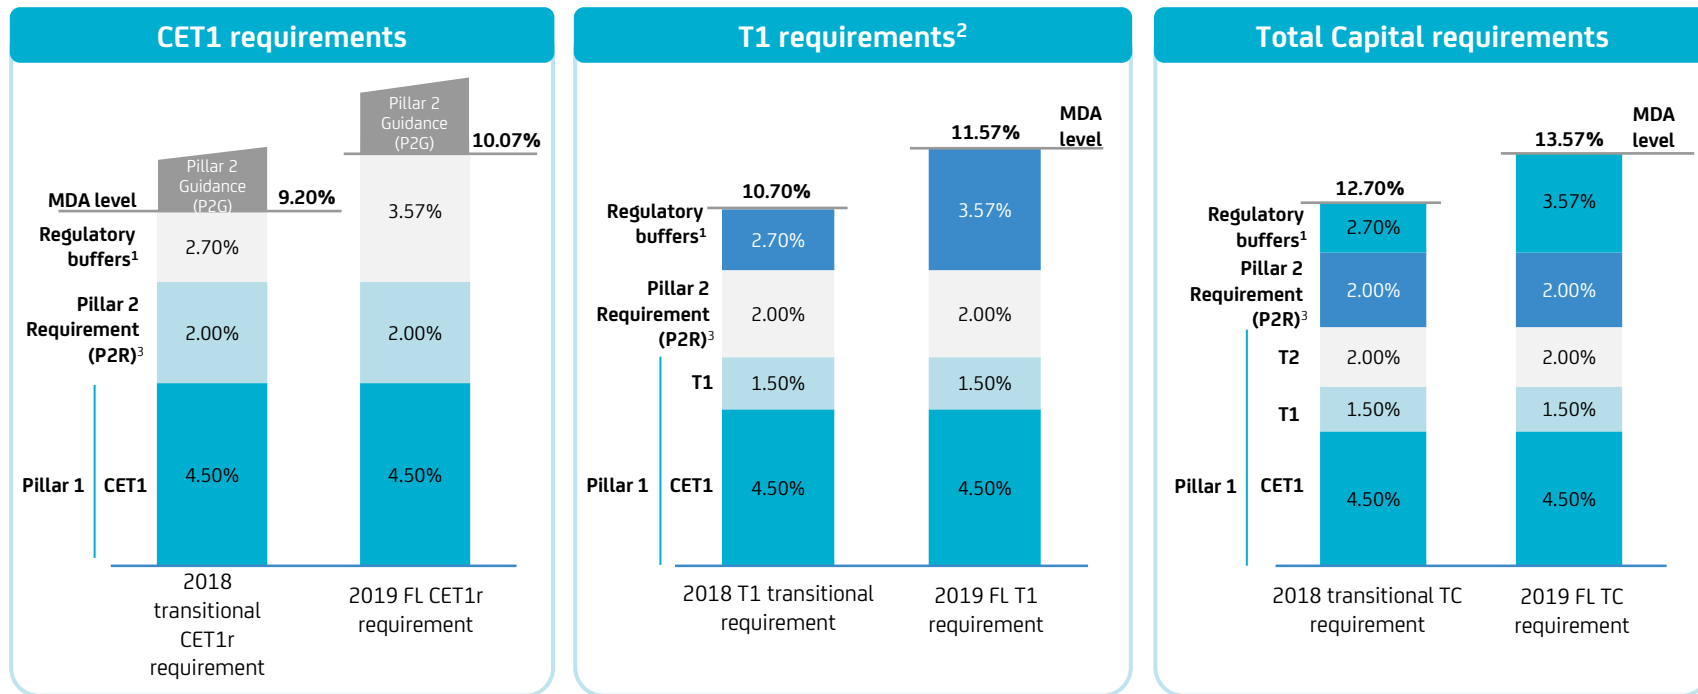 CET1 requirements
Pillar 2
Guidance
(P2G)
10.07%
Pillar 2
Guidance
(P2G)
MDA level
9.20%
Regulatory
buffers¹
2.70%
3.57%
Pillar 2
Requirement
(P2R)³
2.00%
2.00%
Pillar 1
CET1
4.50%
4.50%
2018
transitional
CET1r
requirement
2019 FL CET1r
requirement
T1 requirements²
MDA
level
11.57%
10.70%
Regulatory
buffers¹
2.70%
3.57%
Pillar 2
Requirement
(P2R)³
2.00%
2.00%
T1
1.50%
1.50%
Pillar 1
CET1
4.50%
4.50%
2018 T1 transitional
requirement
2019 FL T1
requirement
Total Capital requirements
MDA
level
13.57%
12.70%
Regulatory
buffers¹
2.70%
3.57%
Pillar 2
Requirement
(P2R)³
2.00%
2.00%
T2
2.00%
2.00%
T1
1.50%
1.50%
Pillar 1
CET1
4.50%
4.50%
2018 transitional TC
requirement
2019 FL TC
requirement